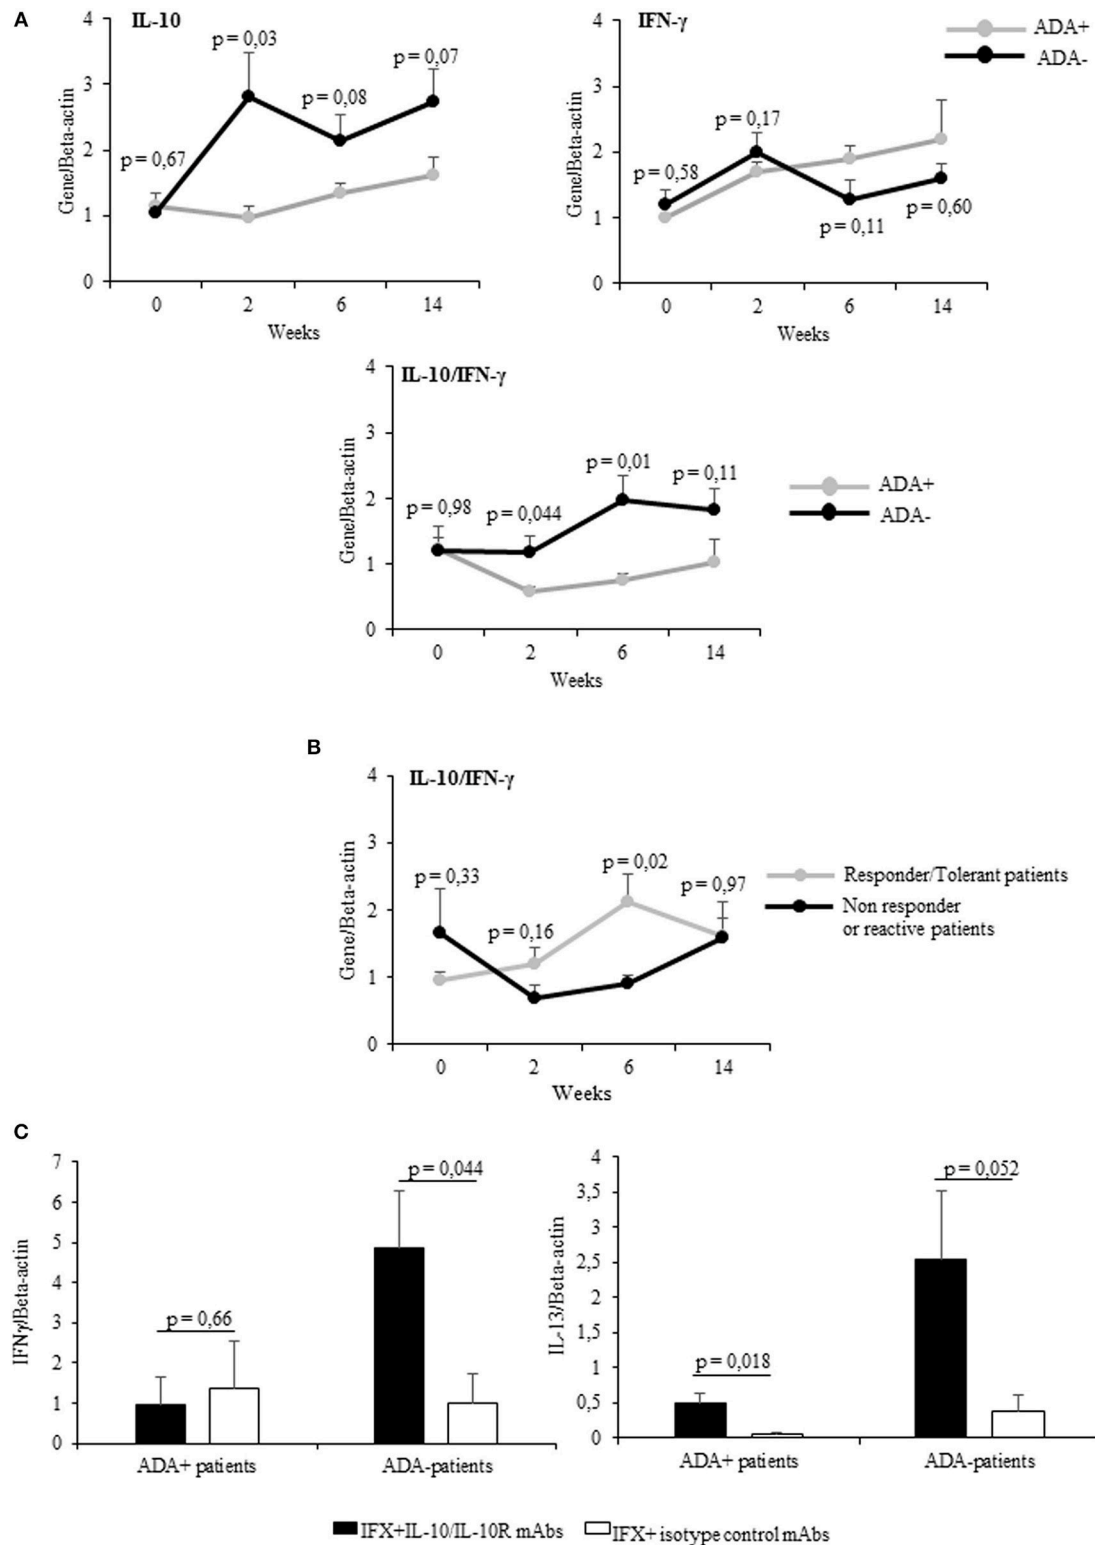 A
IL-10
Gene/Beta-actin
4
3
2
1
0
p = 0,67
p = 0,03
p = 0,08
p = 0,07
0 2 6 14
Weeks
IFN-γ
ADA+
ADA-
Gene/Beta-actin
4
3
2
1
0
p = 0,58
p = 0,17
p = 0,11
p = 0,60
0 2 6 14
Weeks
IL-10/IFN-γ
Gene/Beta-actin
4
3
2
1
0
p = 0,98
p = 0,044
p = 0,01
p = 0,11
0 2 6 14
Weeks
ADA+
ADA-
B
IL-10/IFN-γ
Gene/Beta-actin
4
3
2
1
0
p = 0,33
p = 0,16
p = 0,02
p = 0,97
0 2 6 14
Weeks
Responder/Tolerant patients
Non responder
or reactive patients
C
IFNγ/Beta-actin
7
6
5
4
3
2
1
0
p = 0,66
p = 0,044
ADA+ patients
ADA-patients
IL-13/Beta-actin
4
3,5
3
2,5
2
1,5
1
0,5
0
p = 0,018
p = 0,052
ADA+ patients
ADA-patients
IFX+IL-10/IL-10R mAbs
IFX+ isotype control mAbs